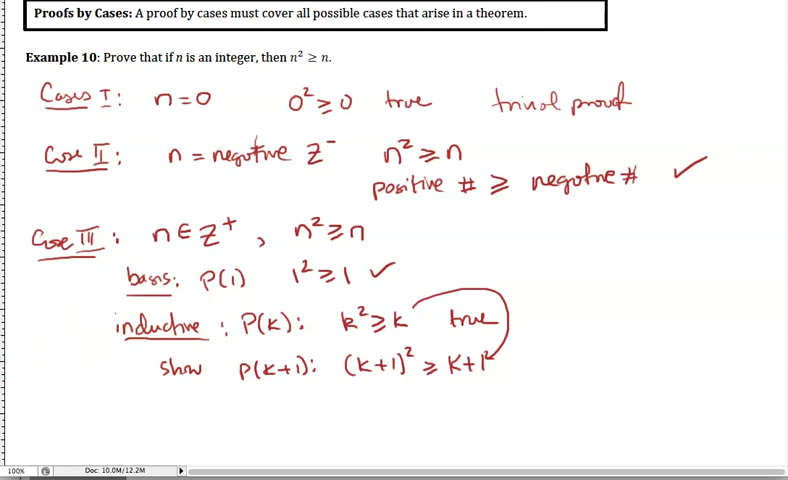 Proofs by Cases: A proof by cases must cover all possible cases that arise in a theorem.
Example 10: Prove that if n is an integer, then n² ≥ n.
Cases I: n = 0 0² ≥ 0 true trivial proof
Case II: n = negative Z⁻ n² ≥ n
positive # ≥ negative # ✓
Case III: n ∈ Z⁺, n² ≥ n
basis: P(1) 1² ≥ 1 ✓
inductive: P(k): k² ≥ k true
show P(k+1): (k+1)² ≥ k+1
100% Doc: 10.0M/12.2M